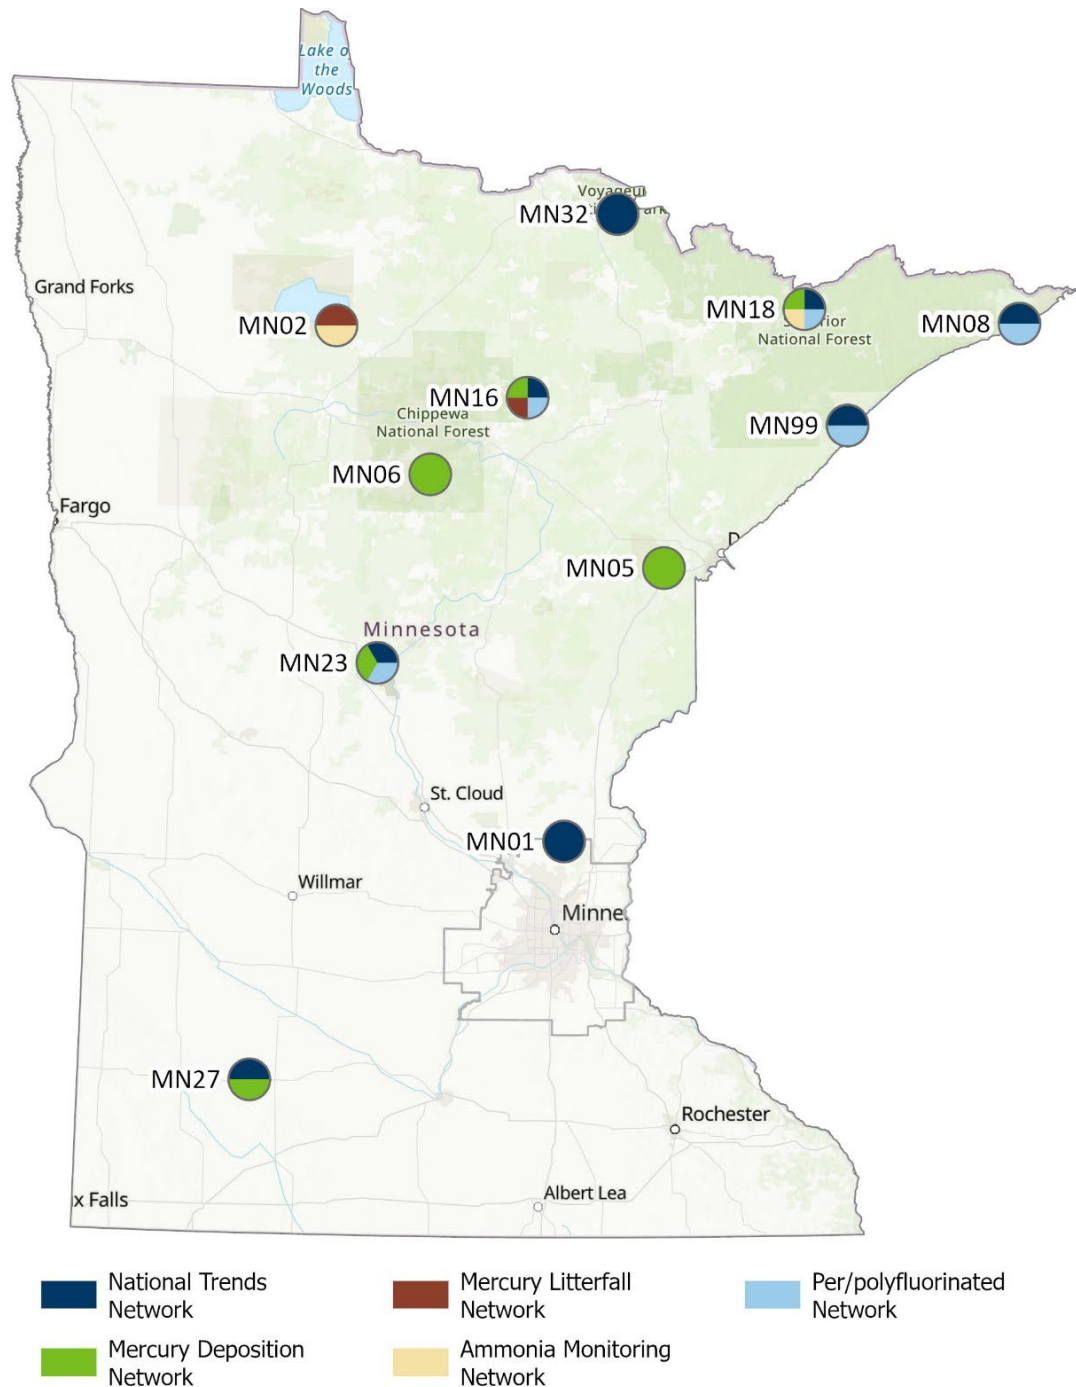 Lake o
the
Woods
Voyageur
MN32
Grand Forks
MN02
MN18
National Forest
MN08
MN16
Chippewa
National Forest
MN99
MN06
Fargo
D
MN05
Minnesota
MN23
St. Cloud
MN01
Willmar
Minne
MN27
Rochester
x Falls
Albert Lea
National Trends
Network
Mercury Litterfall
Network
Per/polyfluorinated
Network
Mercury Deposition
Network
Ammonia Monitoring
Network